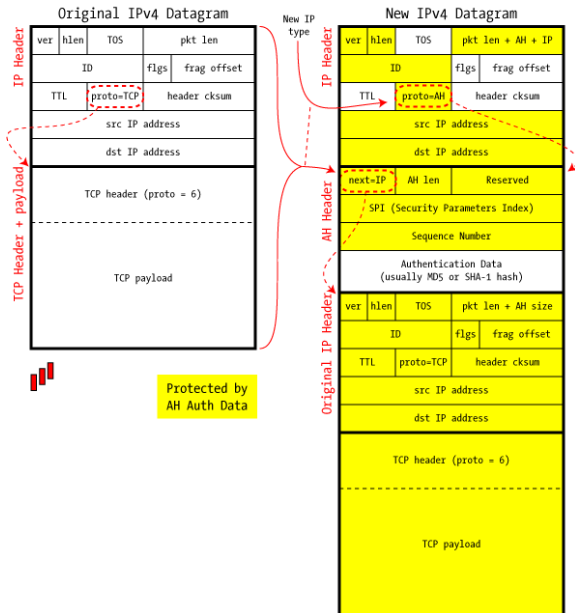 Original IPv4 Datagram
IP Header
ver hlen TOS pkt len
ID flgs frag offset
TTL proto=TCP header cksum
src IP address
dst IP address
TCP Header + payload
TCP header (proto = 6)
TCP payload
Protected by
AH Auth Data
New IP
type
New IPv4 Datagram
IP Header
ver hlen TOS pkt len + AH + IP
ID flgs frag offset
TTL proto=AH header cksum
src IP address
dst IP address
AH Header
next=IP AH len Reserved
SPI (Security Parameters Index)
Sequence Number
Authentication Data
(usually MD5 or SHA-1 hash)
Original IP Header
ver hlen TOS pkt len + AH size
ID flgs frag offset
TTL proto=TCP header cksum
src IP address
dst IP address
TCP header (proto = 6)
TCP payload